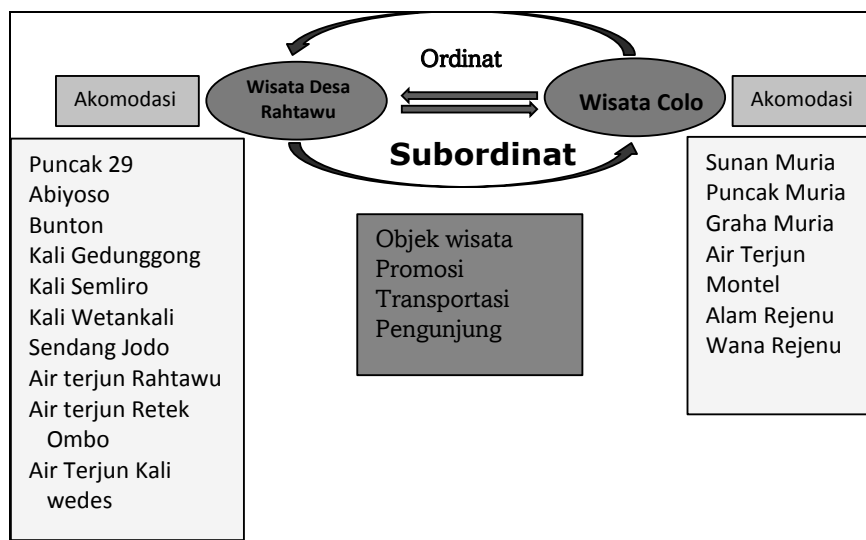 Ordinat
Akomodasi
Wisata Desa
Rahtawu
Wisata Colo
Akomodasi
Subordinat
Puncak 29
Abiyoso
Bunton
Kali Gedunggong
Kali Semliro
Kali Wetankali
Sendang Jodo
Air terjun Rahtawu
Air terjun Retek
Ombo
Air Terjun Kali
wedes
Objek wisata
Promosi
Transportasi
Pengunjung
Sunan Muria
Puncak Muria
Graha Muria
Air Terjun
Montel
Alam Rejenu
Wana Rejenu